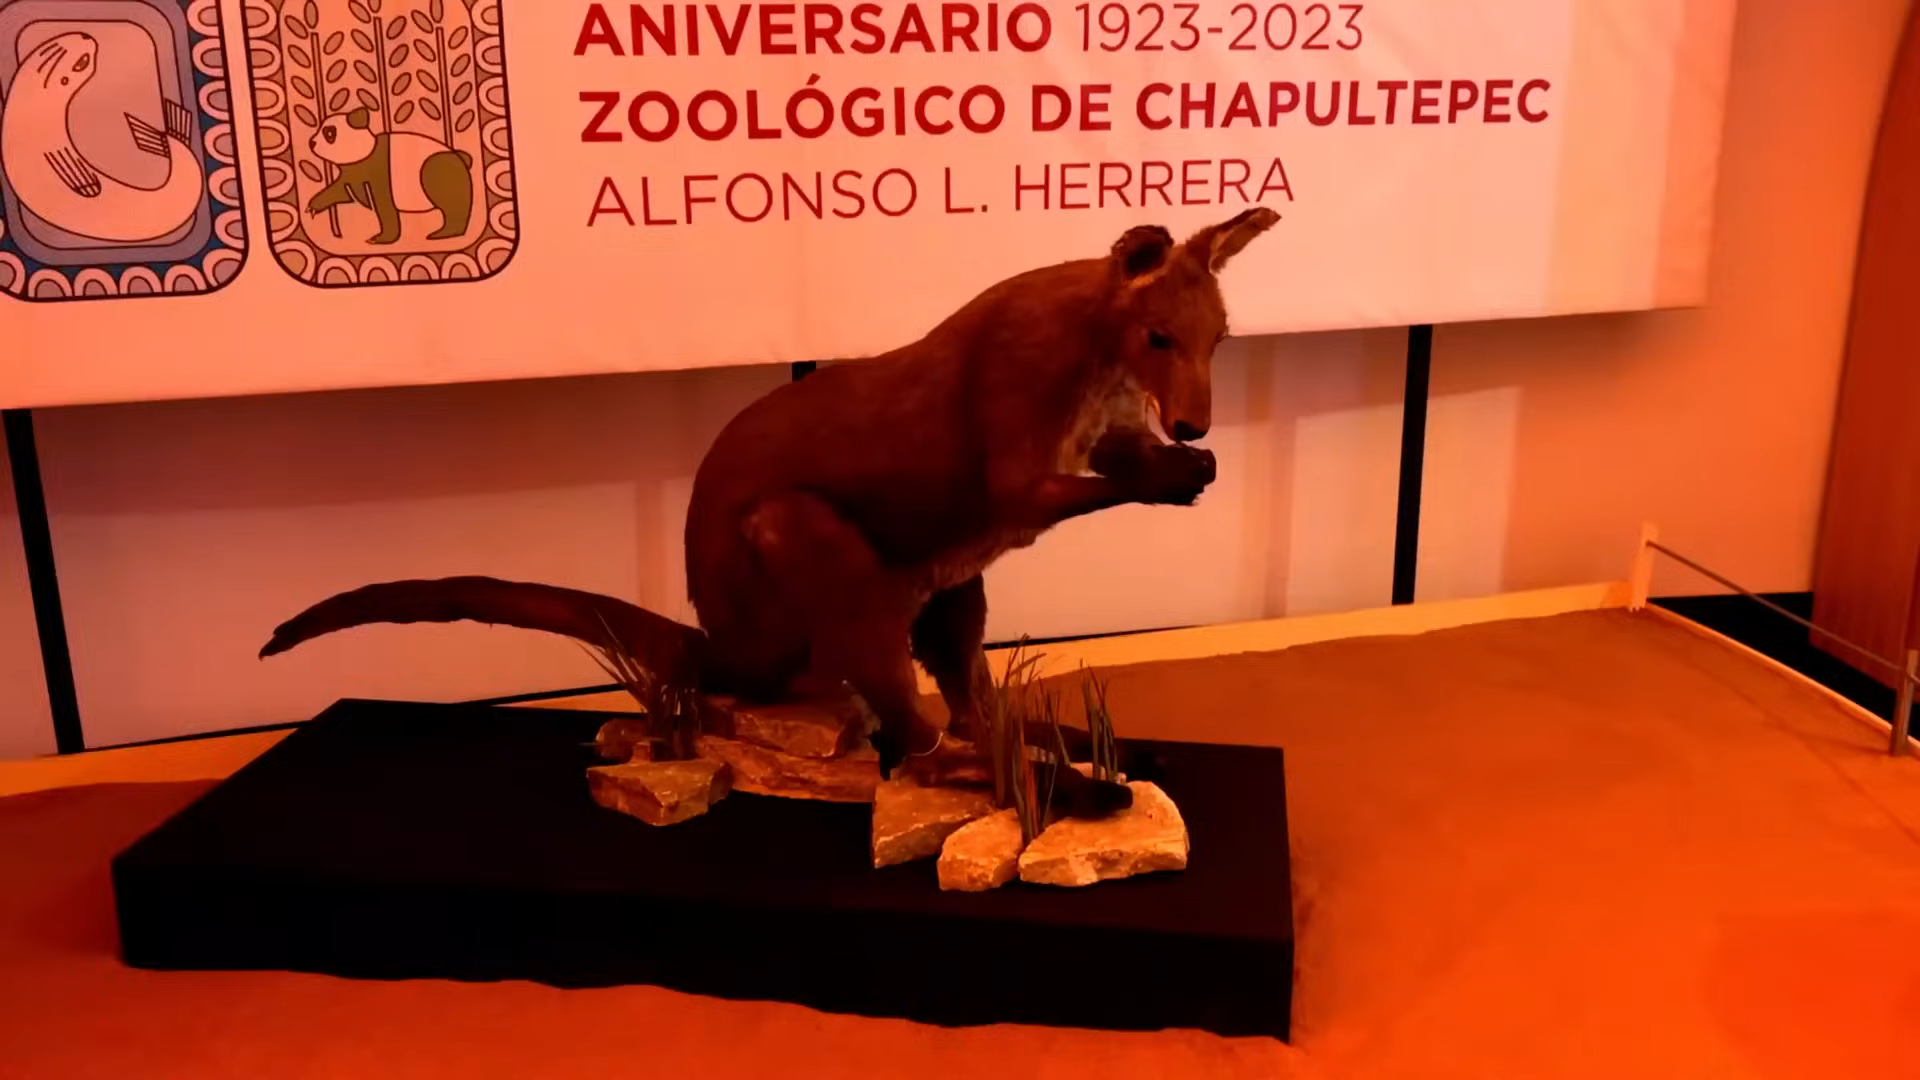 ANIVERSARIO 1923-2023
ZOOLÓGICO DE CHAPULTEPEC
ALFONSO L. HERRERA